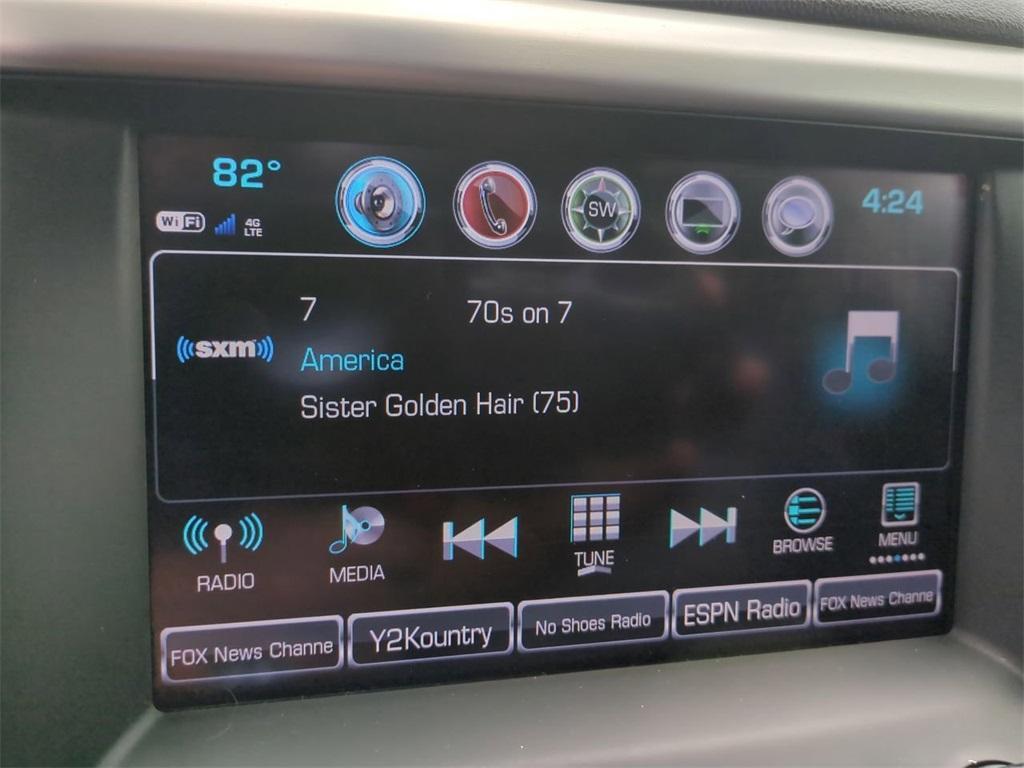 82°
4:24
WiFi
4G
LTE
SW
7
70s on 7
((sxm))
America
Sister Golden Hair (75)
RADIO
MEDIA
TUNE
BROWSE
MENU
FOX News Channe
Y2Kountry
No Shoes Radio
ESPN Radio
FOX News Channe